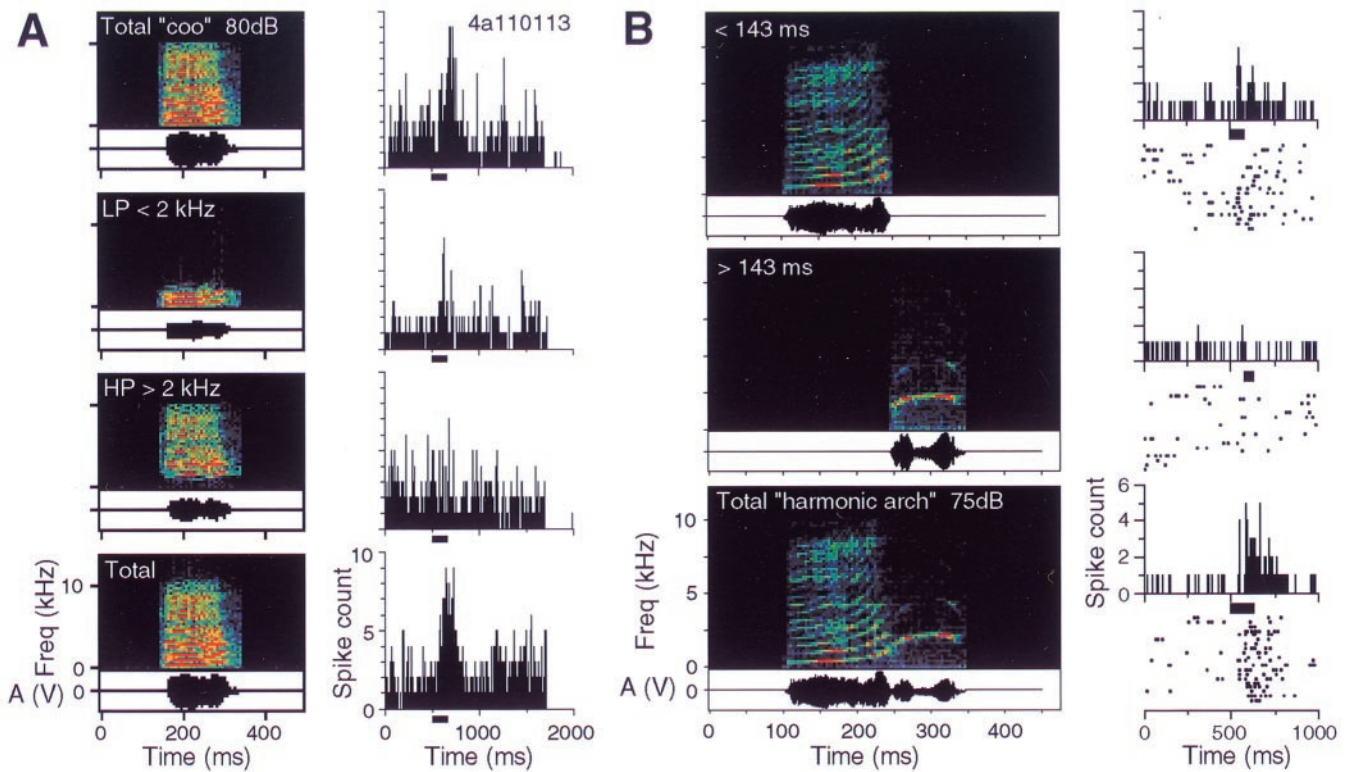 A
Total "coo" 80dB
4a110113
LP < 2 kHz
HP > 2 kHz
Total
Freq (kHz)
10
0
A (V)
0
200
400
Time (ms)
Spike count
10
5
0
0
1000
2000
Time (ms)
B
< 143 ms
> 143 ms
Total "harmonic arch" 75dB
Freq (kHz)
10
5
0
A (V)
0
0
100
200
300
400
Time (ms)
Spike count
6
4
2
0
0
500
1000
Time (ms)